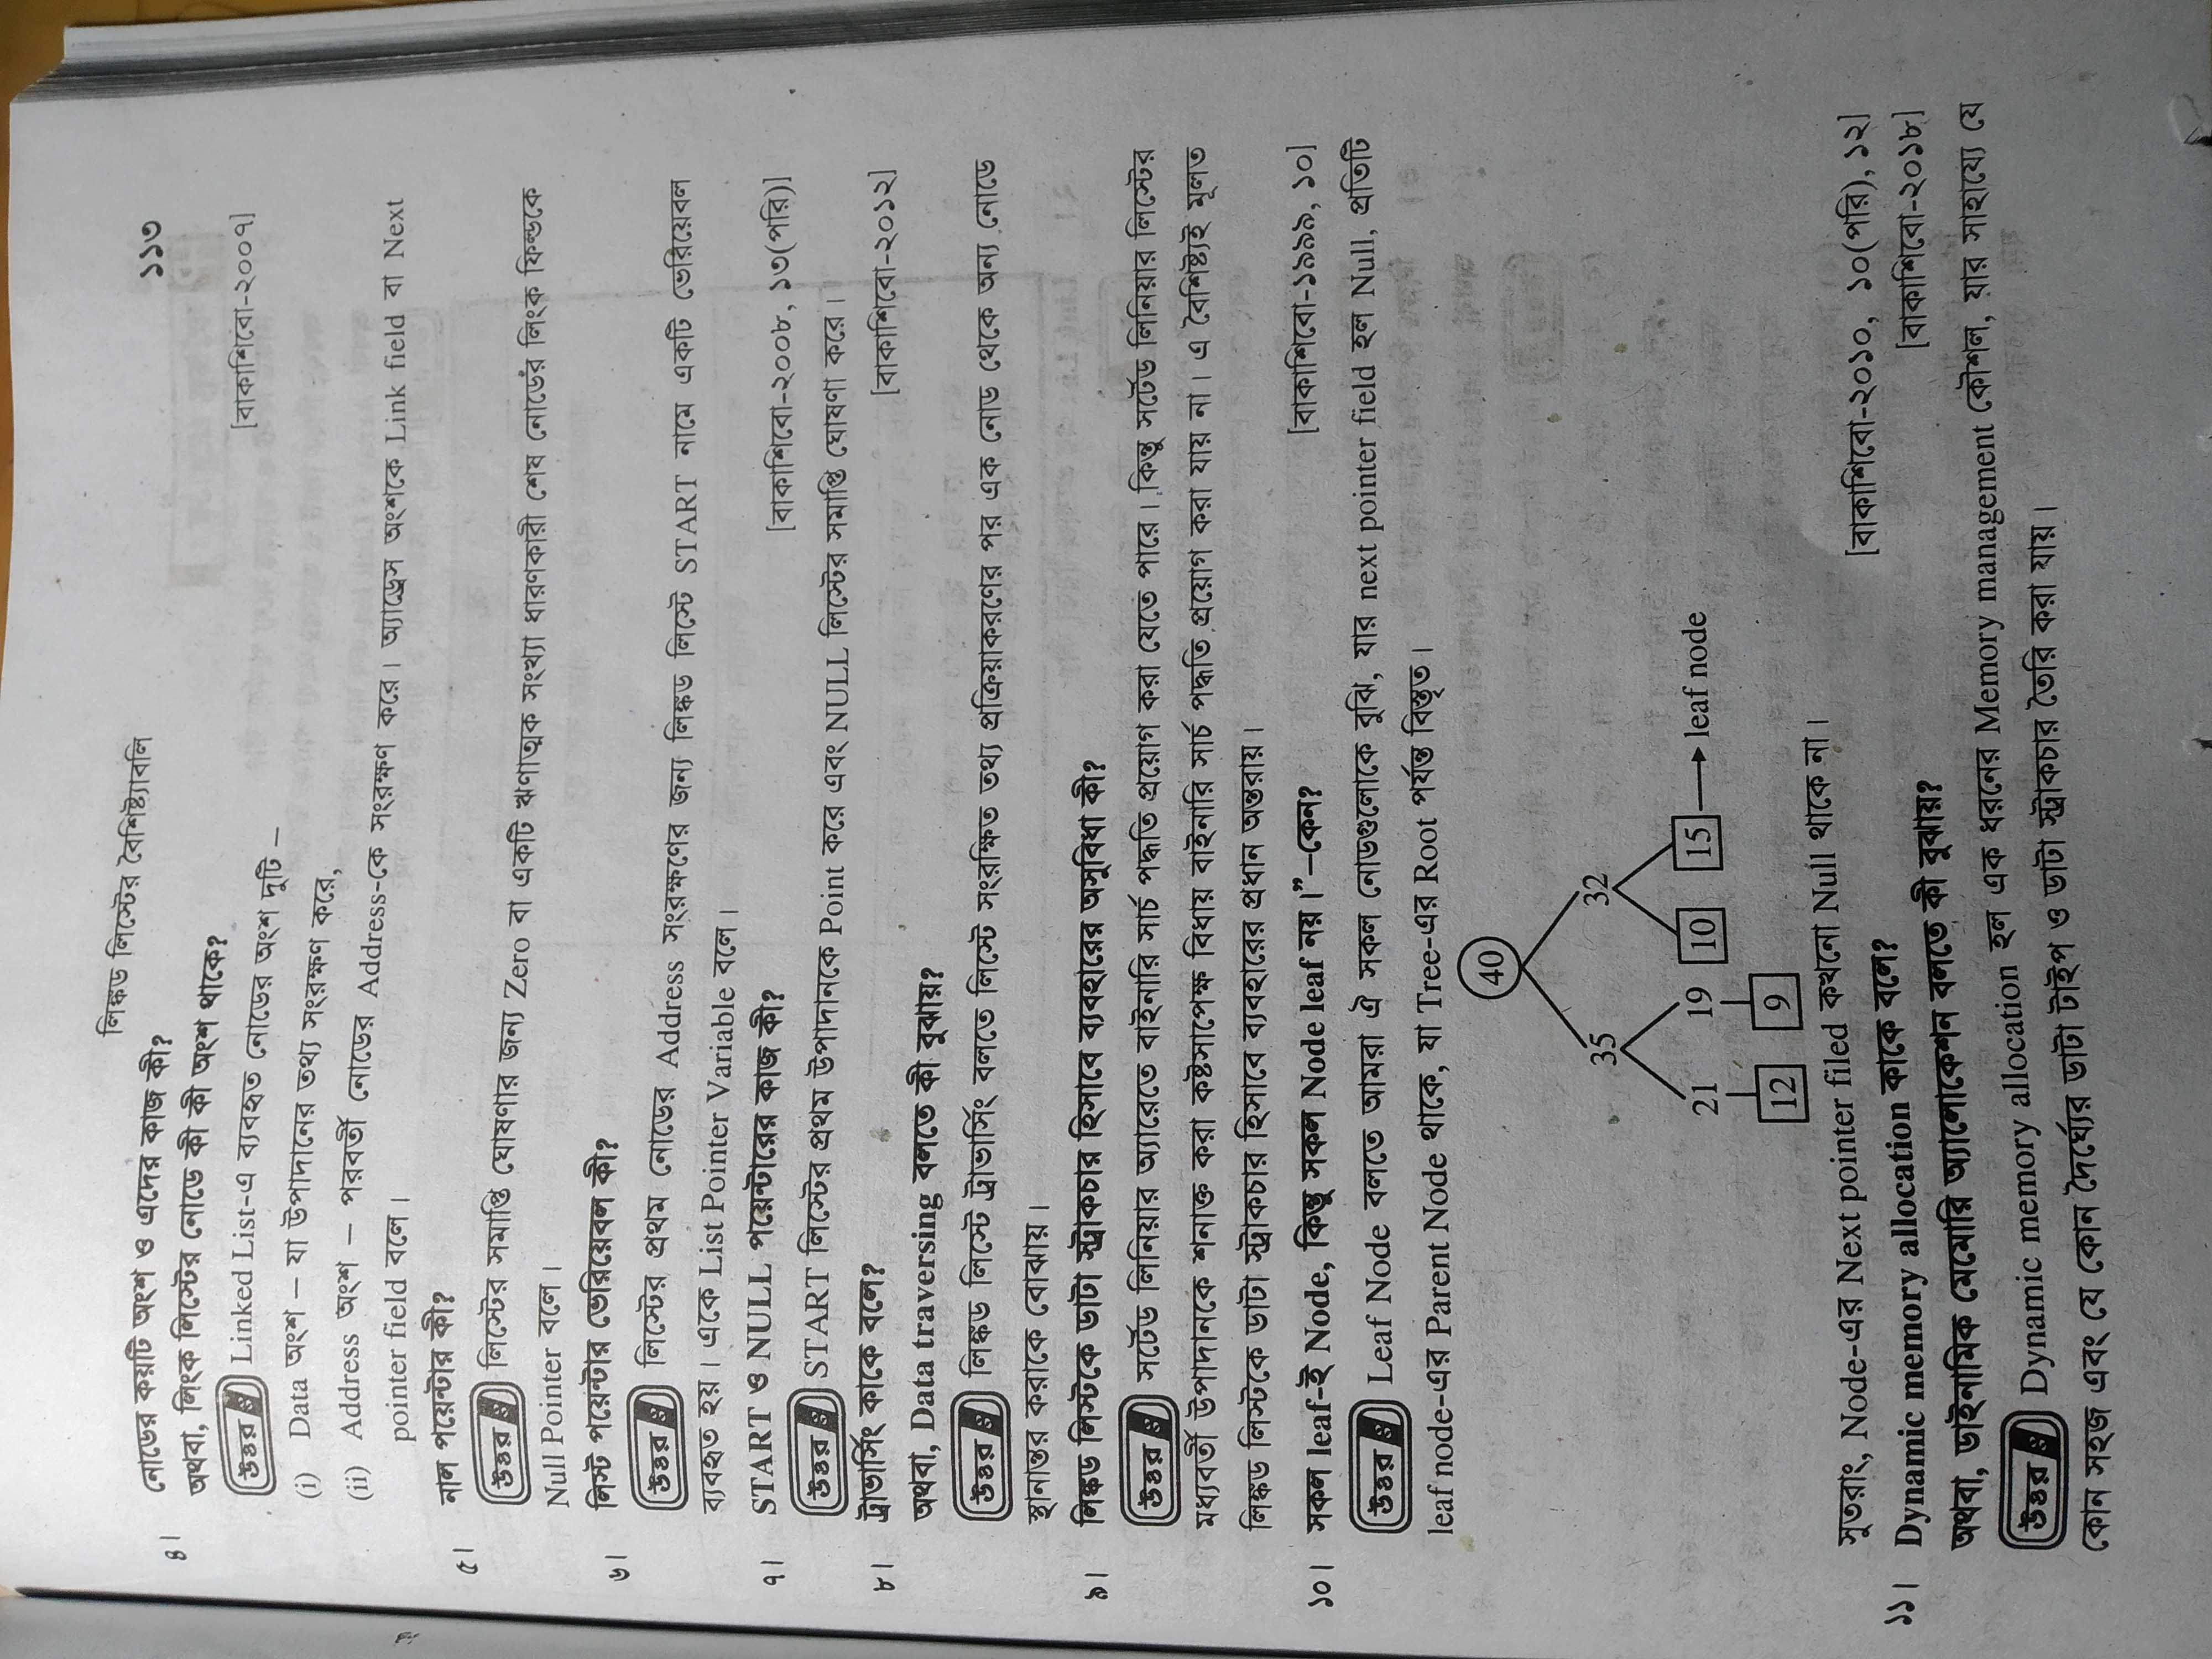 লিঙ্কড লিস্টের বৈশিষ্ট্যাবলি ১১৩
৪। নোডের কয়টি অংশ ও এদের কাজ কী?
অথবা, লিংক লিস্টের নোডে কী কী অংশ থাকে? [বাকাশিবো-২০০৭]
উত্তরঃ Linked List-এ ব্যবহৃত নোডের অংশ দুটি –
(i) Data অংশ – যা উপাদানের তথ্য সংরক্ষণ করে,
(ii) Address অংশ – পরবর্তী নোডের Address-কে সংরক্ষণ করে। অ্যাড্রেস অংশকে Link field বা Next
pointer field বলে।
৫। নাল পয়েন্টার কী?
উত্তরঃ লিস্টের সমাপ্তি ঘোষণার জন্য Zero বা একটি ঋণাত্মক সংখ্যা ধারণকারী শেষ নোডের লিংক ফিল্ডকে
Null Pointer বলে।
৬। লিস্ট পয়েন্টার ভেরিয়েবল কী?
উত্তরঃ লিস্টের প্রথম নোডের Address সংরক্ষণের জন্য লিঙ্কড লিস্টে START নামে একটি ভেরিয়েবল
ব্যবহৃত হয়। একে List Pointer Variable বলে।
৭। START ও NULL পয়েন্টারের কাজ কী? [বাকাশিবো-২০০৮, ১৩(পরি)]
উত্তরঃ START লিস্টের প্রথম উপাদানকে Point করে এবং NULL লিস্টের সমাপ্তি ঘোষণা করে।
৮। ট্রাভার্সিং কাকে বলে? [বাকাশিবো-২০১২]
অথবা, Data traversing বলতে কী বুঝায়?
উত্তরঃ লিঙ্কড লিস্টে ট্রাভার্সিং বলতে লিস্টে সংরক্ষিত তথ্য প্রক্রিয়াকরণের পর এক নোড থেকে অন্য নোডে
স্থানান্তর করাকে বোঝায়।
৯। লিঙ্কড লিস্টকে ডাটা স্ট্রাকচার হিসাবে ব্যবহারের অসুবিধা কী?
উত্তরঃ সর্টেড লিনিয়ার অ্যারেতে বাইনারি সার্চ পদ্ধতি প্রয়োগ করা যেতে পারে। কিন্তু সর্টেড লিনিয়ার লিস্টের
মধ্যবর্তী উপাদানকে শনাক্ত করা কষ্টসাপেক্ষ বিধায় বাইনারি সার্চ পদ্ধতি প্রয়োগ করা যায় না। এ বৈশিষ্ট্যই মূলত
লিঙ্কড লিস্টকে ডাটা স্ট্রাকচার হিসাবে ব্যবহারের প্রধান অন্তরায়।
১০। সকল leaf-ই Node, কিন্তু সকল Node leaf নয়।”–কেন? [বাকাশিবো-১৯৯৯, ১০]
উত্তরঃ Leaf Node বলতে আমরা ঐ সকল নোডগুলোকে বুঝি, যার next pointer field হল Null, প্রতিটি
leaf node-এর Parent Node থাকে, যা Tree-এর Root পর্যন্ত বিস্তৃত।
40
35 32
21 19 10 15 leaf node
12 9
সুতরাং, Node-এর Next pointer filed কখনো Null থাকে না।
১১। Dynamic memory allocation কাকে বলে? [বাকাশিবো-২০১০, ১০(পরি), ১২]
অথবা, ডাইনামিক মেমোরি অ্যালোকেশন বলতে কী বুঝায়? [বাকাশিবো-২০১৮]
উত্তরঃ Dynamic memory allocation হল এক ধরনের Memory management কৌশল, যার সাহায্যে যে
কোন সহজ এবং যে কোন দৈর্ঘ্যের ডাটা টাইপ ও ডাটা স্ট্রাকচার তৈরি করা যায়।